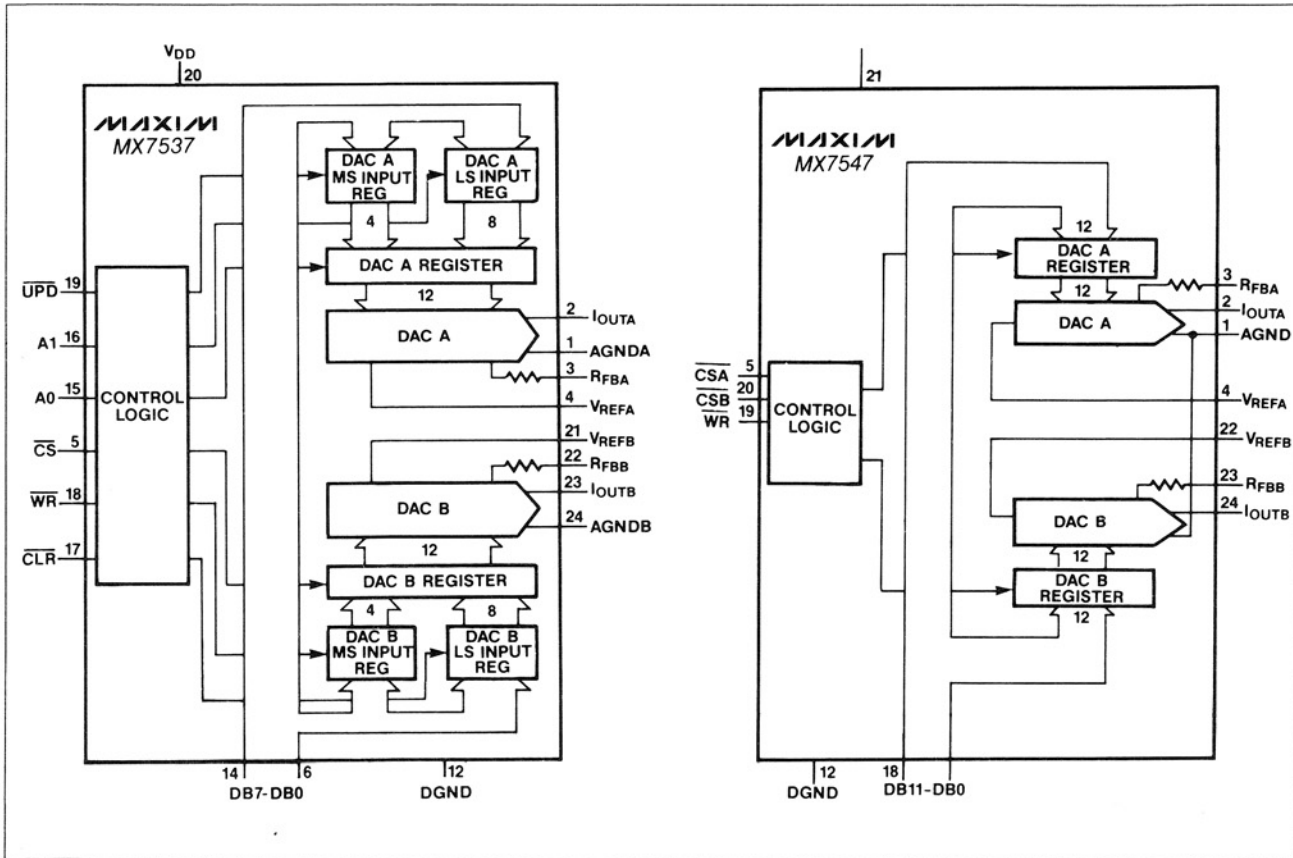 VDD
20
MAXIM
MX7537
DAC A
MS INPUT
REG
DAC A
LS INPUT
REG
4
8
DAC A REGISTER
12
DAC A
UPD 19
A1 16
A0 15
CS 5
WR 18
CLR 17
CONTROL
LOGIC
2 IOUTA
1 AGNDA
3 RFBA
4 VREFA
21 VREFB
22 RFBB
23 IOUTB
24 AGNDB
DAC B
12
DAC B REGISTER
4
8
DAC B
MS INPUT
REG
DAC B
LS INPUT
REG
14
6
12
DB7-DB0
DGND
21
MAXIM
MX7547
12
DAC A
REGISTER
12
DAC A
3 RFBA
2 IOUTA
1 AGND
CSA 5
CSB 20
WR 19
CONTROL
LOGIC
4 VREFA
22 VREFB
23 RFBB
24 IOUTB
DAC B
12
DAC B
REGISTER
12
12
18
DGND
DB11-DB0